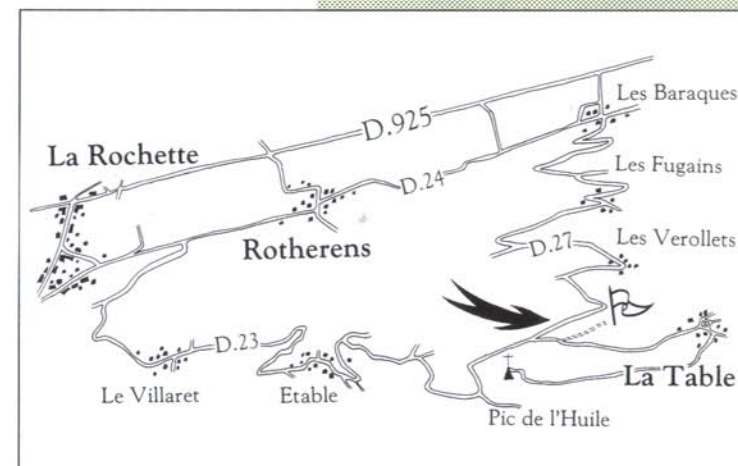 Les Baraques
D.925
La Rochette
Les Fugains
D.24
Rotherens
Les Verollets
D.27
D.23
La Table
Le Villaret
Etable
Pic de l'Huile